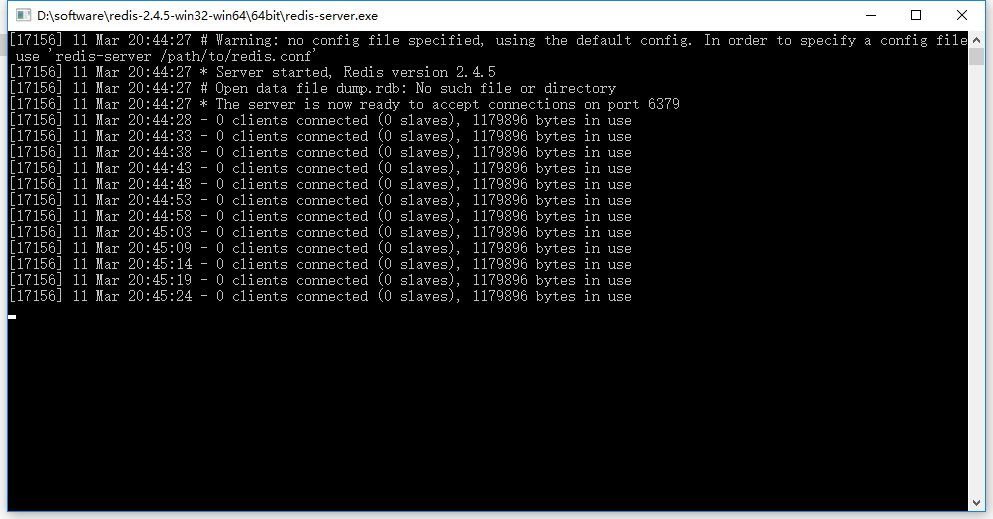 D:\software\redis-2.4.5-win32-win64\64bit\redis-server.exe
[17156] 11 Mar 20:44:27 # Warning: no config file specified, using the default config. In order to specify a config file
 use 'redis-server /path/to/redis.conf'
[17156] 11 Mar 20:44:27 * Server started, Redis version 2.4.5
[17156] 11 Mar 20:44:27 # Open data file dump.rdb: No such file or directory
[17156] 11 Mar 20:44:27 * The server is now ready to accept connections on port 6379
[17156] 11 Mar 20:44:28 - 0 clients connected (0 slaves), 1179896 bytes in use
[17156] 11 Mar 20:44:33 - 0 clients connected (0 slaves), 1179896 bytes in use
[17156] 11 Mar 20:44:38 - 0 clients connected (0 slaves), 1179896 bytes in use
[17156] 11 Mar 20:44:43 - 0 clients connected (0 slaves), 1179896 bytes in use
[17156] 11 Mar 20:44:48 - 0 clients connected (0 slaves), 1179896 bytes in use
[17156] 11 Mar 20:44:53 - 0 clients connected (0 slaves), 1179896 bytes in use
[17156] 11 Mar 20:44:58 - 0 clients connected (0 slaves), 1179896 bytes in use
[17156] 11 Mar 20:45:03 - 0 clients connected (0 slaves), 1179896 bytes in use
[17156] 11 Mar 20:45:09 - 0 clients connected (0 slaves), 1179896 bytes in use
[17156] 11 Mar 20:45:14 - 0 clients connected (0 slaves), 1179896 bytes in use
[17156] 11 Mar 20:45:19 - 0 clients connected (0 slaves), 1179896 bytes in use
[17156] 11 Mar 20:45:24 - 0 clients connected (0 slaves), 1179896 bytes in use